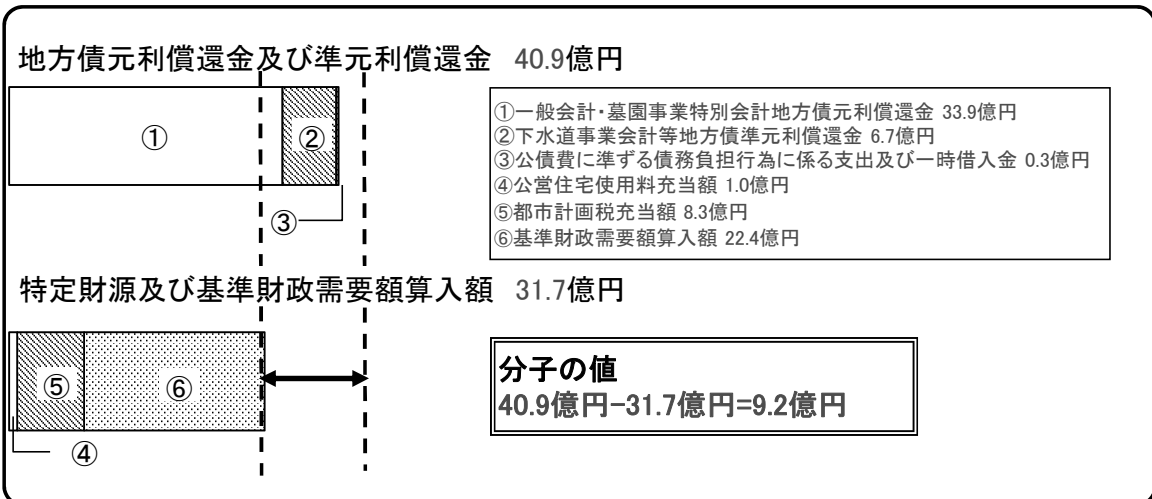 地方債元利償還金及び準元利償還金 40.9億円
①
②
③
①一般会計・墓園事業特別会計地方債元利償還金 33.9億円
②下水道事業会計等地方債準元利償還金 6.7億円
③公債費に準ずる債務負担行為に係る支出及び一時借入金 0.3億円
④公営住宅使用料充当額 1.0億円
⑤都市計画税充当額 8.3億円
⑥基準財政需要額算入額 22.4億円
特定財源及び基準財政需要額算入額 31.7億円
⑤
⑥
④
分子の値
40.9億円-31.7億円=9.2億円